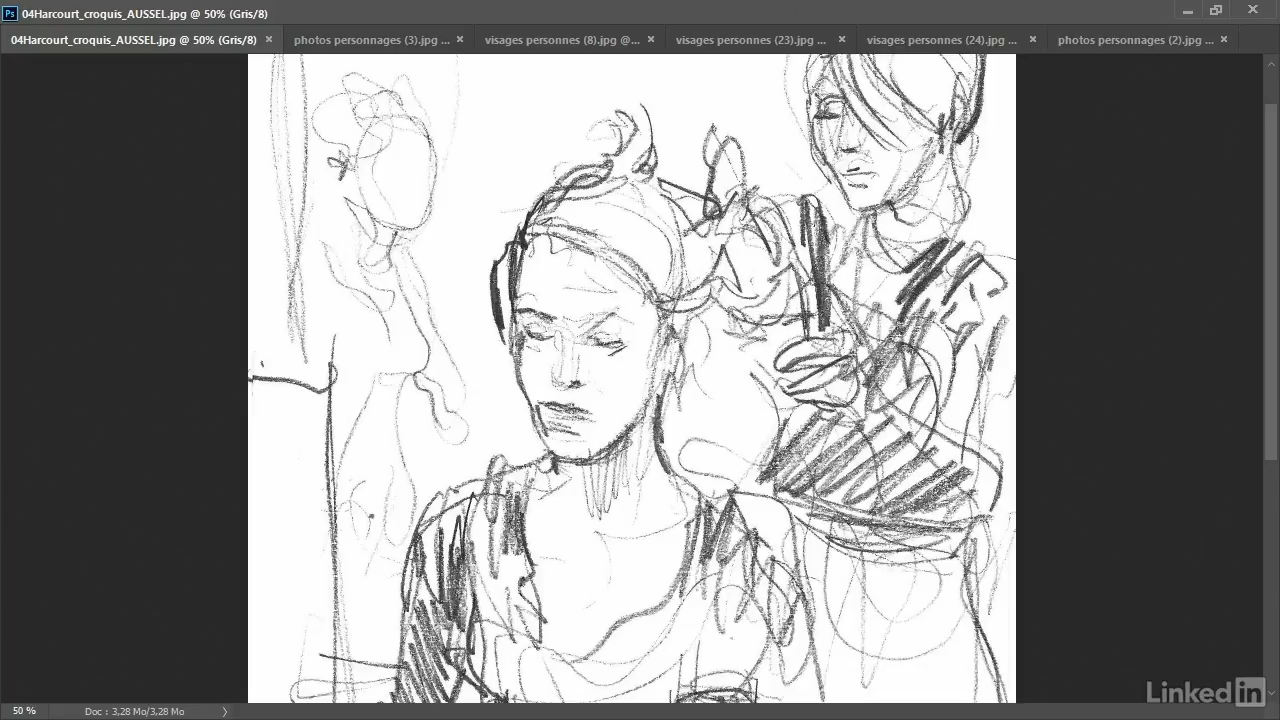 Ps 04Harcourt_croquis_AUSSEL.jpg @ 50% (Gris/8)
04Harcourt_croquis_AUSSEL.jpg @ 50% (Gris/8) × photos personnages (3).jpg ... × visages personnes (8).jpg @... × visages personnes (23).jpg ... × visages personnes (24).jpg ... × photos personnages (2).jpg ... ×
LinkedIn
50 % Doc : 3,28 Mo/3,28 Mo